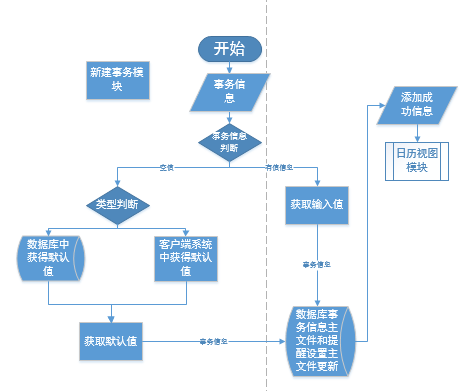 开始
新建事务模
块
事务信
息
事务信息
判断
空值
有值信息
类型判断
获取输入值
数据库中
获得默认
值
客户端系统
中获得默认
值
事务信息
获取默认值
事务信息
数据库事
务信息主
文件和提
醒设置主
文件更新
添加成
功信息
日历视图
模块